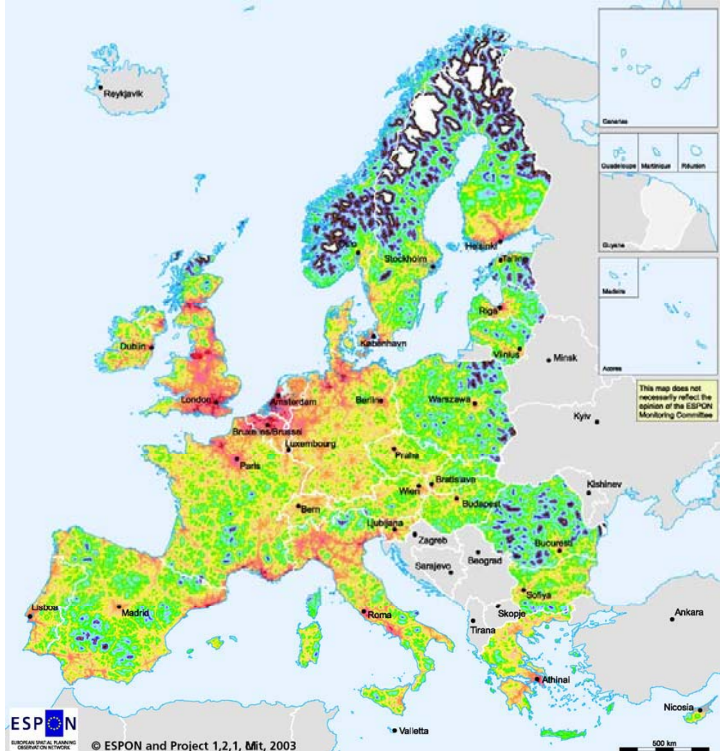 Reykjavik
Canarias
Guadeloupe Martinique Réunion
Guyane
Madeira
Azores
This map does not
necessarily reflect the
opinion of the ESPON
Monitoring Committee
Oslo
Helsinki
Stockholm
Tallinn
Riga
Vilnius
Minsk
København
Dublin
London
Amsterdam
Berlin
Warszawa
Bruxelles/Brussel
Luxembourg
Kyiv
Paris
Praha
Kishinev
Wien
Bratislava
Budapest
Bern
Ljubljana
Zagreb
Beograd
Bucuresti
Sarajevo
Sofiya
Skopje
Tirana
Ankara
Lisboa
Madrid
Roma
Athinai
Nicosia
Valletta
ESPON
EUROPEAN SPATIAL PLANNING
OBSERVATION NETWORK
© ESPON and Project 1,2,1, Mit, 2003
500 km